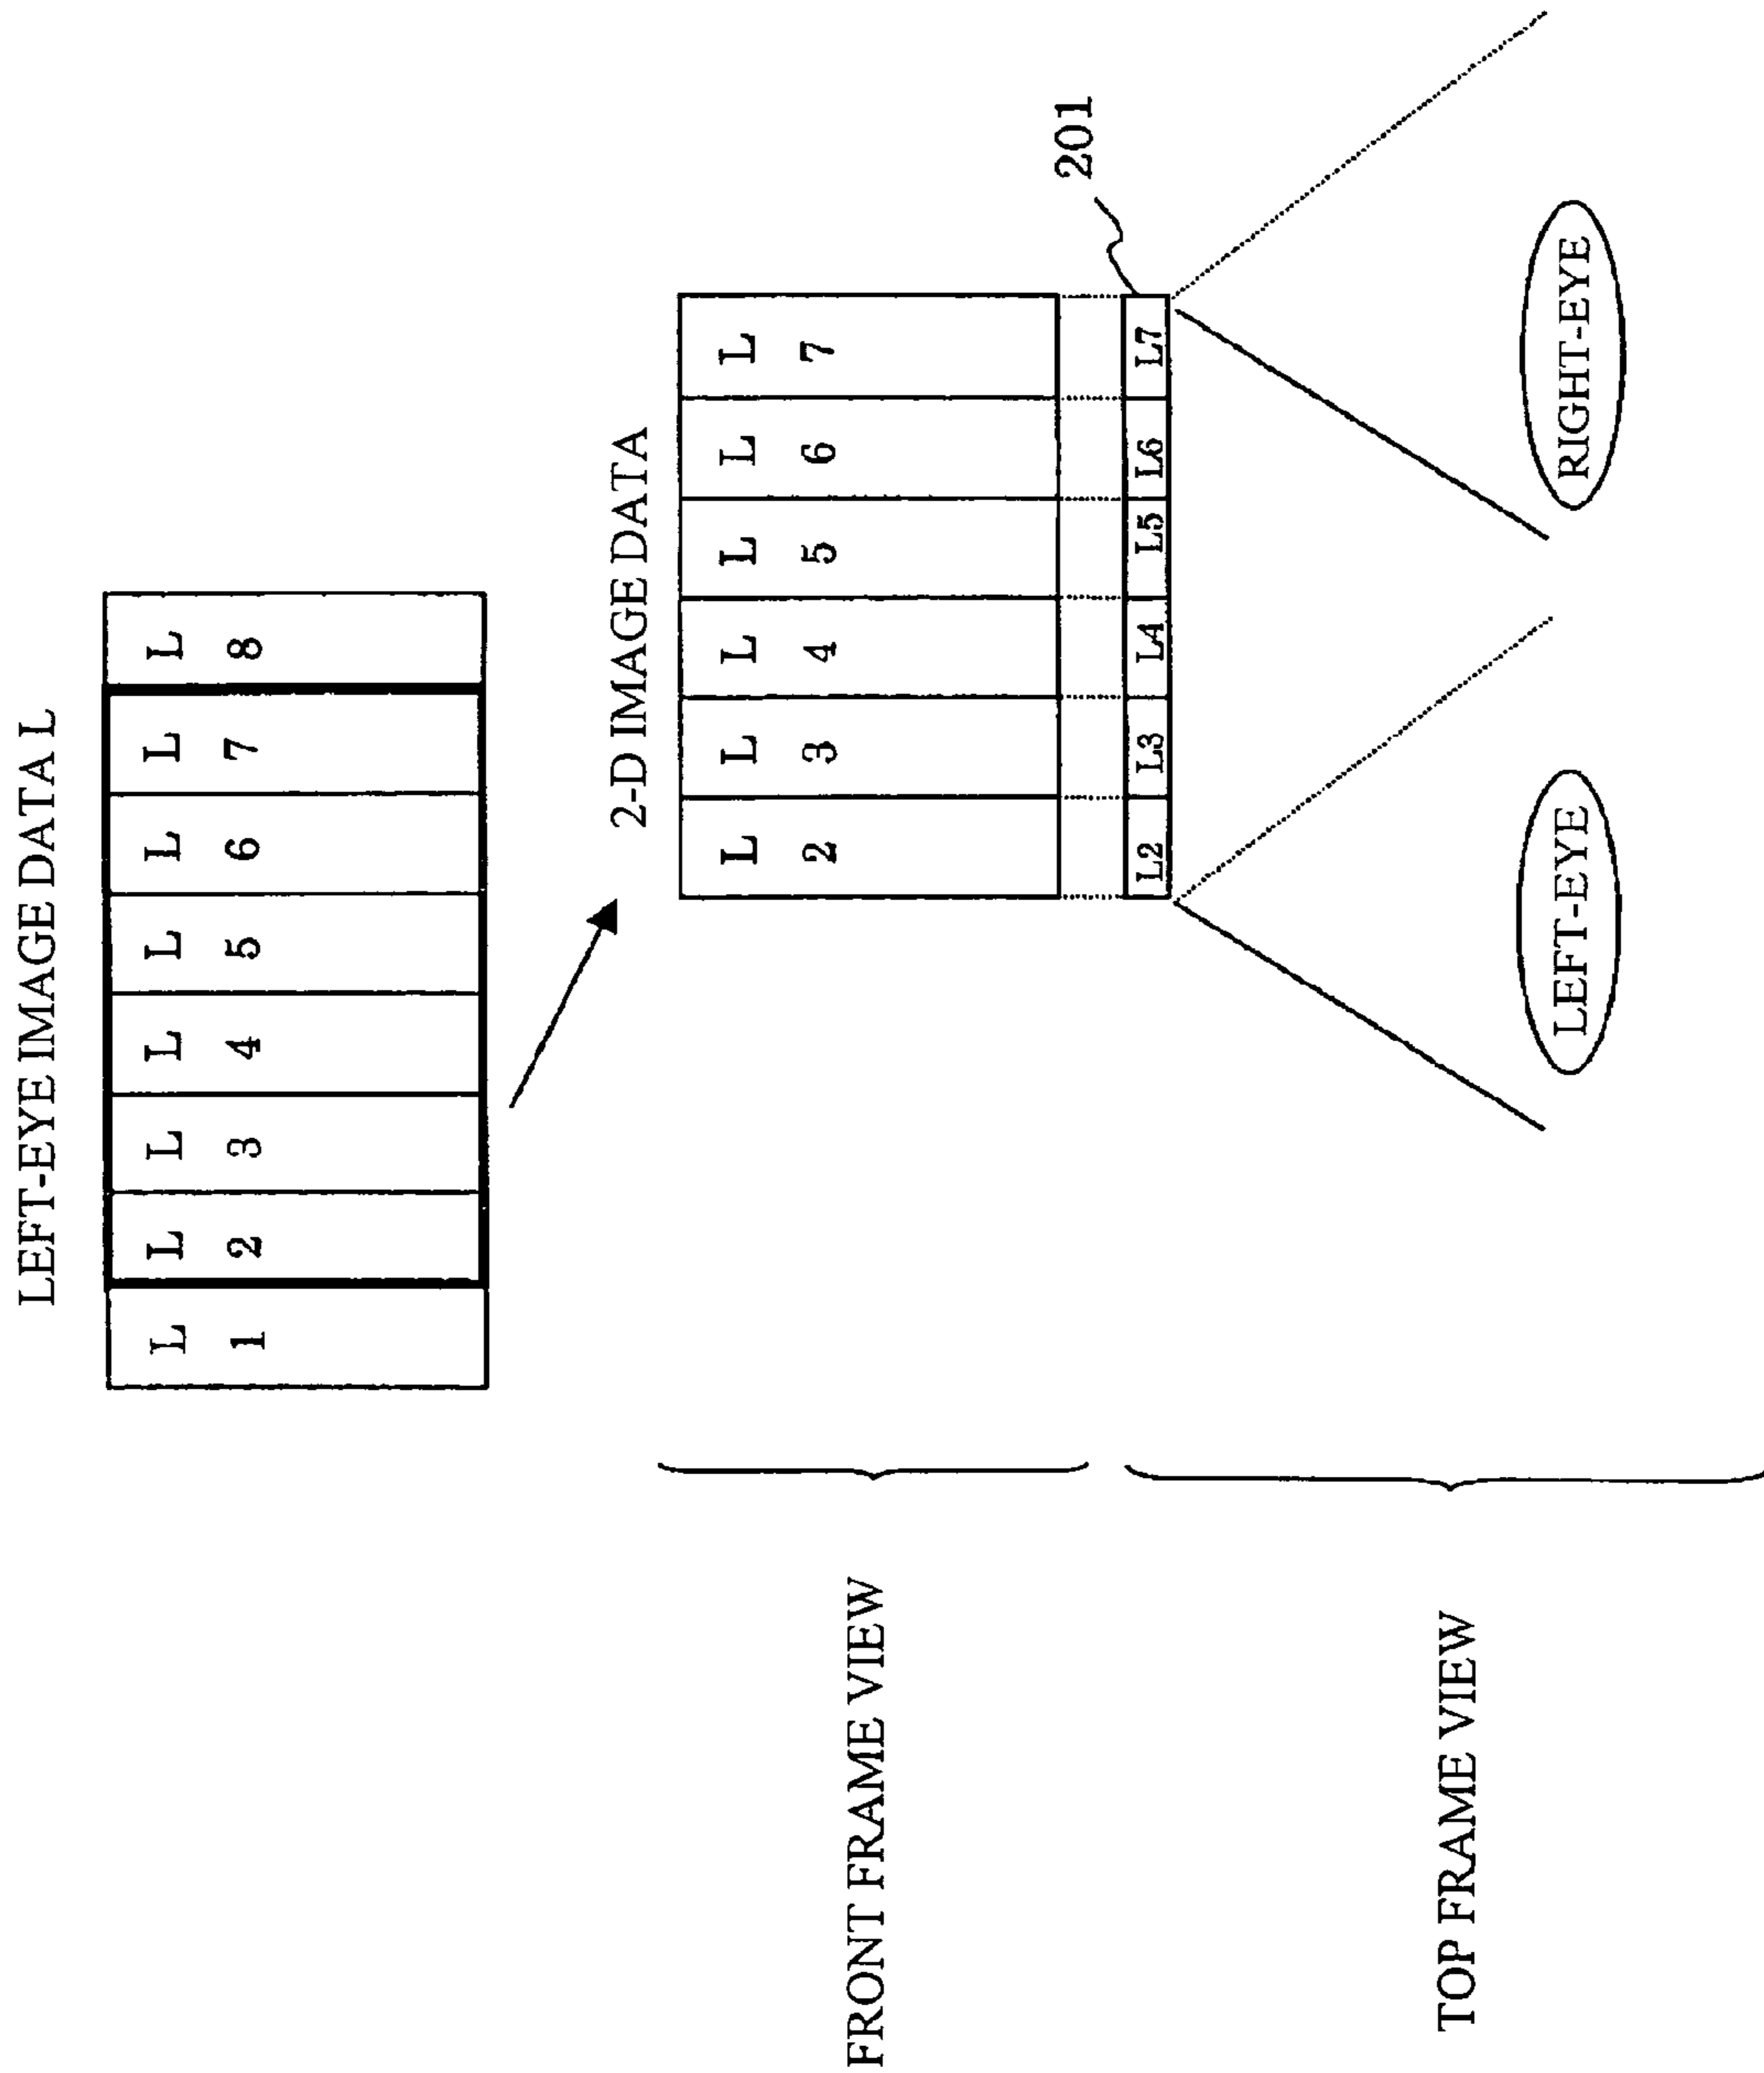 LEFT-EYE IMAGE DATA L
L L L L L L L L
1 2 3 4 5 6 7 8
2-D IMAGE DATA
FRONT FRAME VIEW
L L L L L L
2 3 4 5 6 7
201
TOP FRAME VIEW
L2 L3 L4 L5 L6 L7
LEFT-EYE RIGHT-EYE